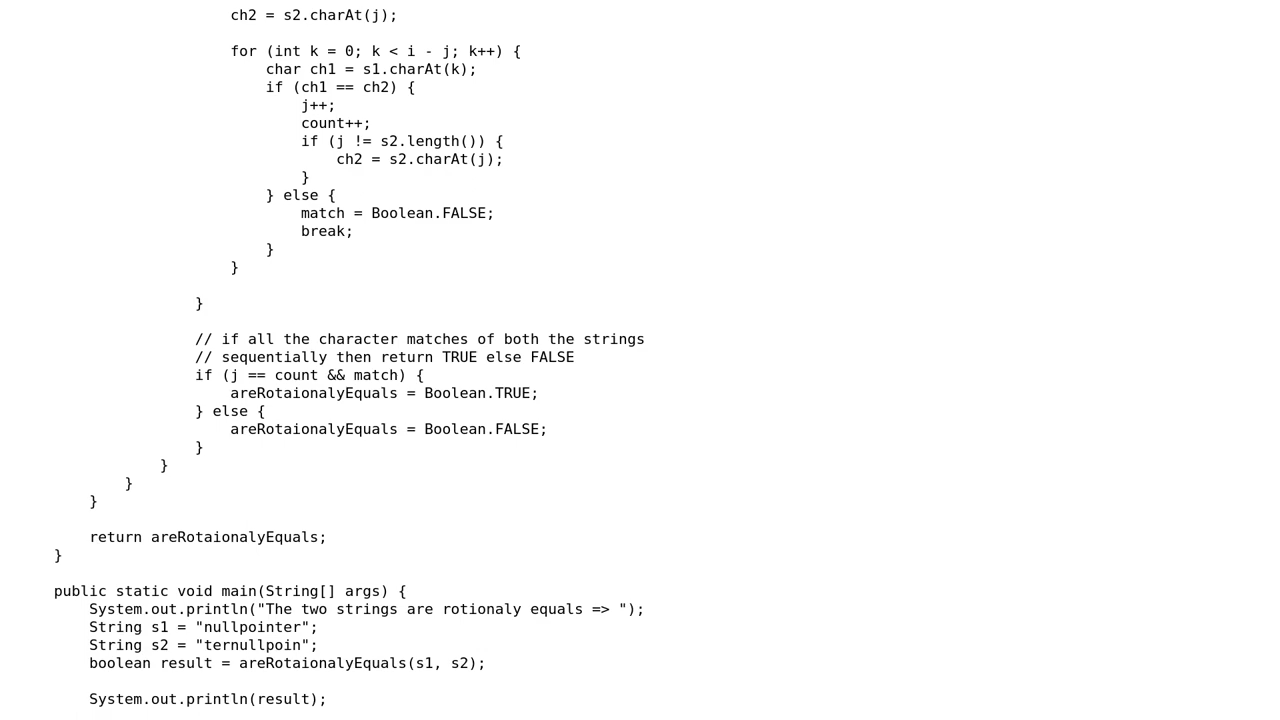 ch2 = s2.charAt(j);
for (int k = 0; k < i - j; k++) {
char ch1 = s1.charAt(k);
if (ch1 == ch2) {
j++;
count++;
if (j != s2.length()) {
ch2 = s2.charAt(j);
}
} else {
match = Boolean.FALSE;
break;
}
}
}
// if all the character matches of both the strings
// sequentially then return TRUE else FALSE
if (j == count && match) {
areRotaionalyEquals = Boolean.TRUE;
} else {
areRotaionalyEquals = Boolean.FALSE;
}
}
}
}
return areRotaionalyEquals;
}
public static void main(String[] args) {
System.out.println("The two strings are rotionaly equals => ");
String s1 = "nullpointer";
String s2 = "ternullpoin";
boolean result = areRotaionalyEquals(s1, s2);
System.out.println(result);